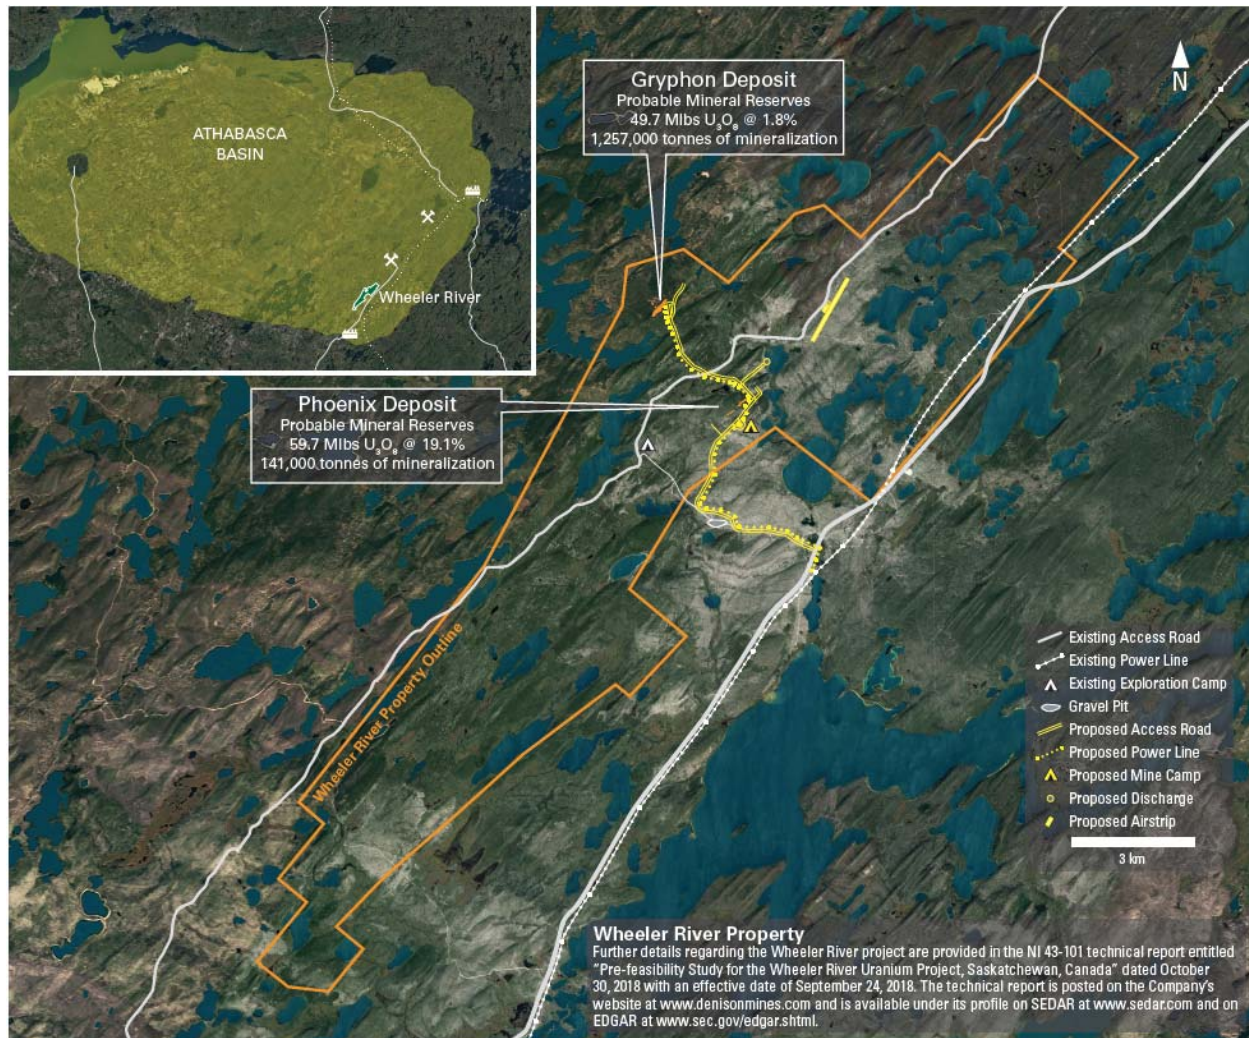 ATHABASCA
BASIN
Wheeler River
Gryphon Deposit
Probable Mineral Reserves
49.7 Mlbs U₃O₈ @ 1.8%
1,257,000 tonnes of mineralization
N
Phoenix Deposit
Probable Mineral Reserves
59.7 Mlbs U₃O₈ @ 19.1%
141,000 tonnes of mineralization
Wheeler River Property Outline
Existing Access Road
Existing Power Line
Existing Exploration Camp
Gravel Pit
Proposed Access Road
Proposed Power Line
Proposed Mine Camp
Proposed Discharge
Proposed Airstrip
3 km
Wheeler River Property
Further details regarding the Wheeler River project are provided in the NI 43-101 technical report entitled
"Pre-feasibility Study for the Wheeler River Uranium Project, Saskatchewan, Canada" dated October
30, 2018 with an effective date of September 24, 2018. The technical report is posted on the Company's
website at www.denisonmines.com and is available under its profile on SEDAR at www.sedar.com and on
EDGAR at www.sec.gov/edgar.shtml.